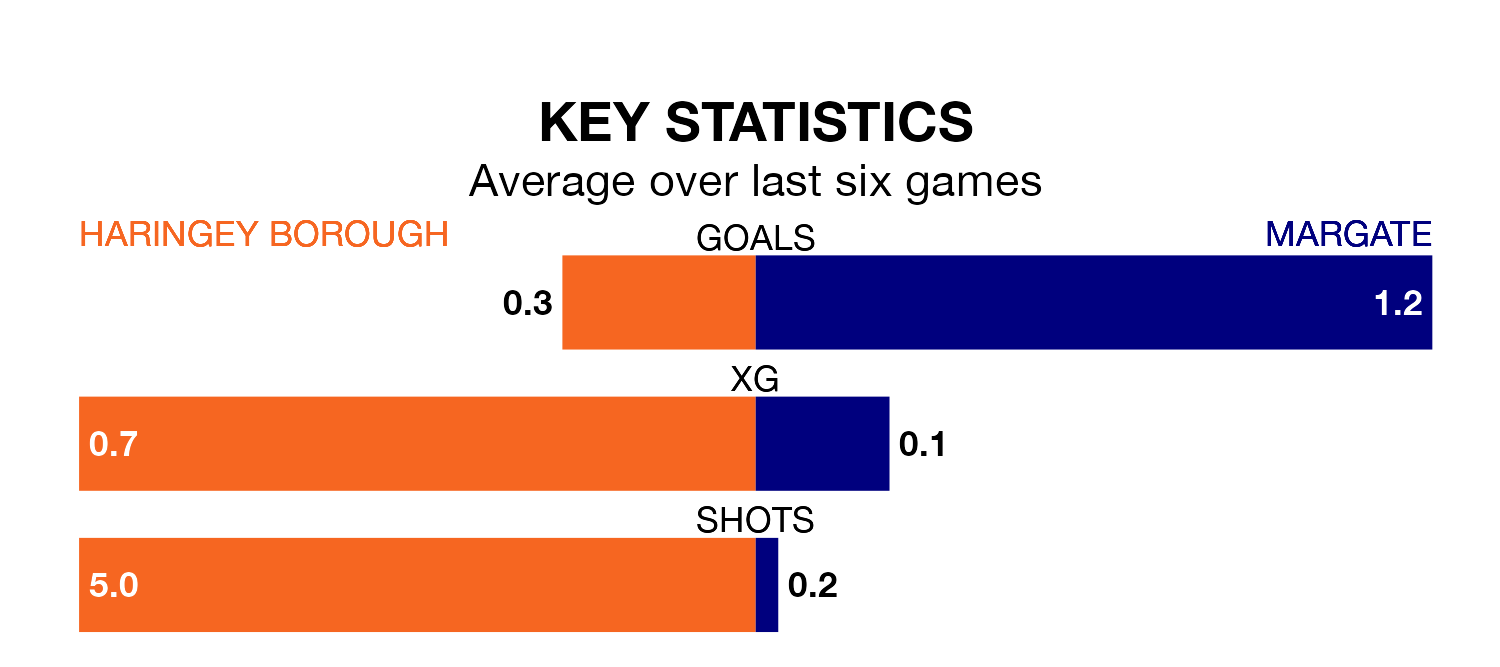 KEY STATISTICS
Average over last six games
HARINGEY BOROUGH
MARGATE
GOALS
0.3
1.2
XG
0.7
0.1
SHOTS
5.0
0.2